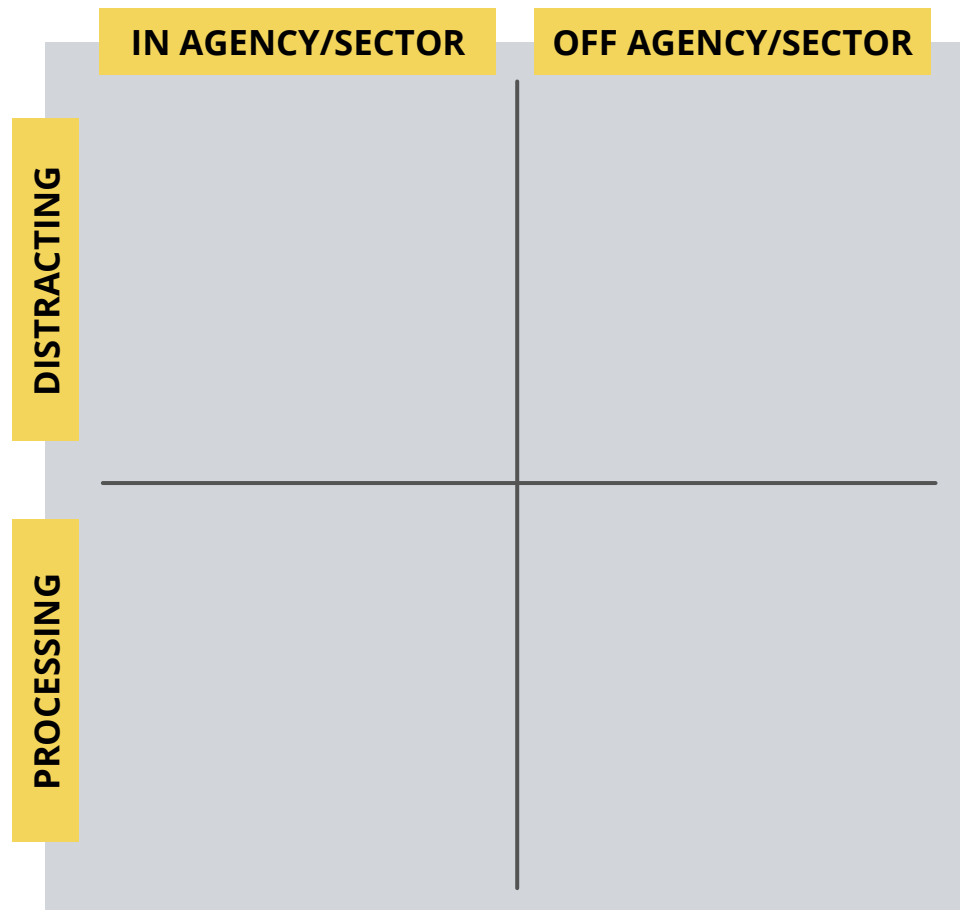 IN AGENCY/SECTOR
OFF AGENCY/SECTOR
DISTRACTING
PROCESSING